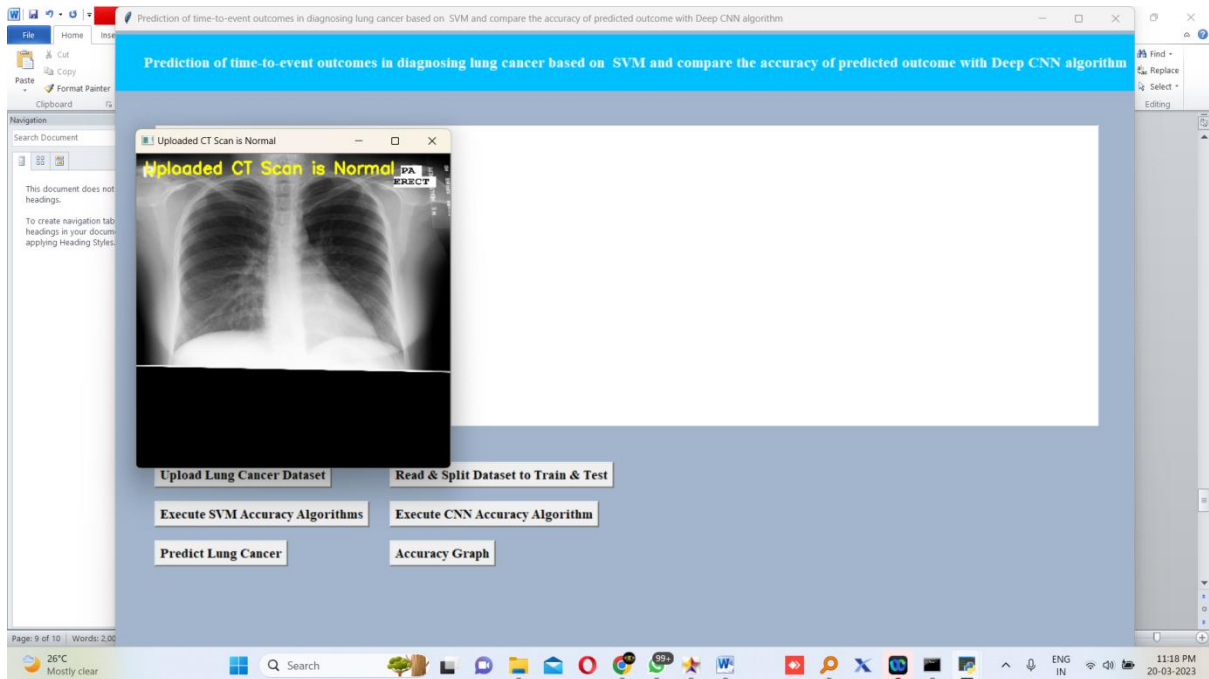 File
Home
Inse
Cut
Copy
Paste
Format Painter
Clipboard
Navigation
Search Document
This document does not
headings.
To create navigation tab
headings in your docum
applying Heading Styles.
Page: 9 of 10
Words: 2,00
Prediction of time-to-event outcomes in diagnosing lung cancer based on SVM and compare the accuracy of predicted outcome with Deep CNN algorithm
Prediction of time-to-event outcomes in diagnosing lung cancer based on SVM and compare the accuracy of predicted outcome with Deep CNN algorithm
Uploaded CT Scan is Normal
Uploaded CT Scan is Normal
PA
ERECT
Upload Lung Cancer Dataset
Read & Split Dataset to Train & Test
Execute SVM Accuracy Algorithms
Execute CNN Accuracy Algorithm
Predict Lung Cancer
Accuracy Graph
Find
Replace
Select
Editing
26°C
Mostly clear
Search
99+
ENG
IN
11:18 PM
20-03-2023